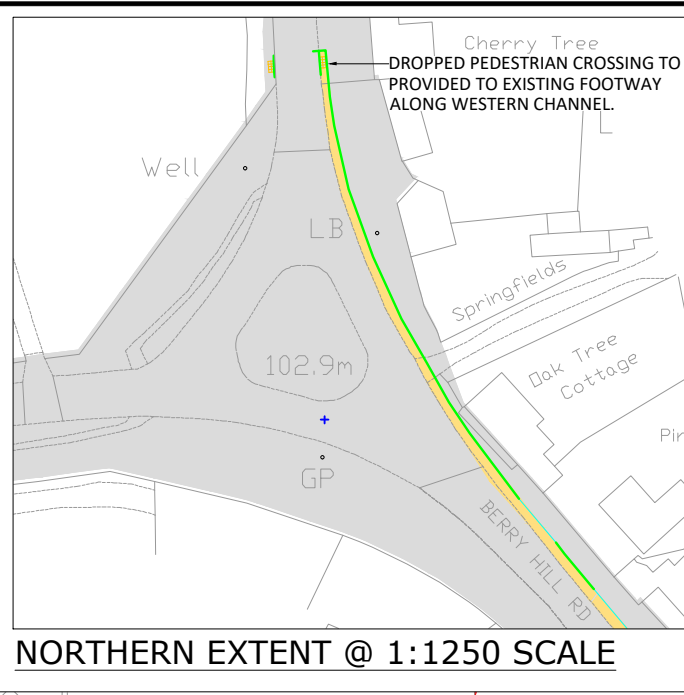 Cherry Tree
DROPPED PEDESTRIAN CROSSING TO
PROVIDED TO EXISTING FOOTWAY
ALONG WESTERN CHANNEL.
Well
LB
Springfields
102.9m
Oak Tree
Cottage
GP
BERRY HILL RD
NORTHERN EXTENT @ 1:1250 SCALE